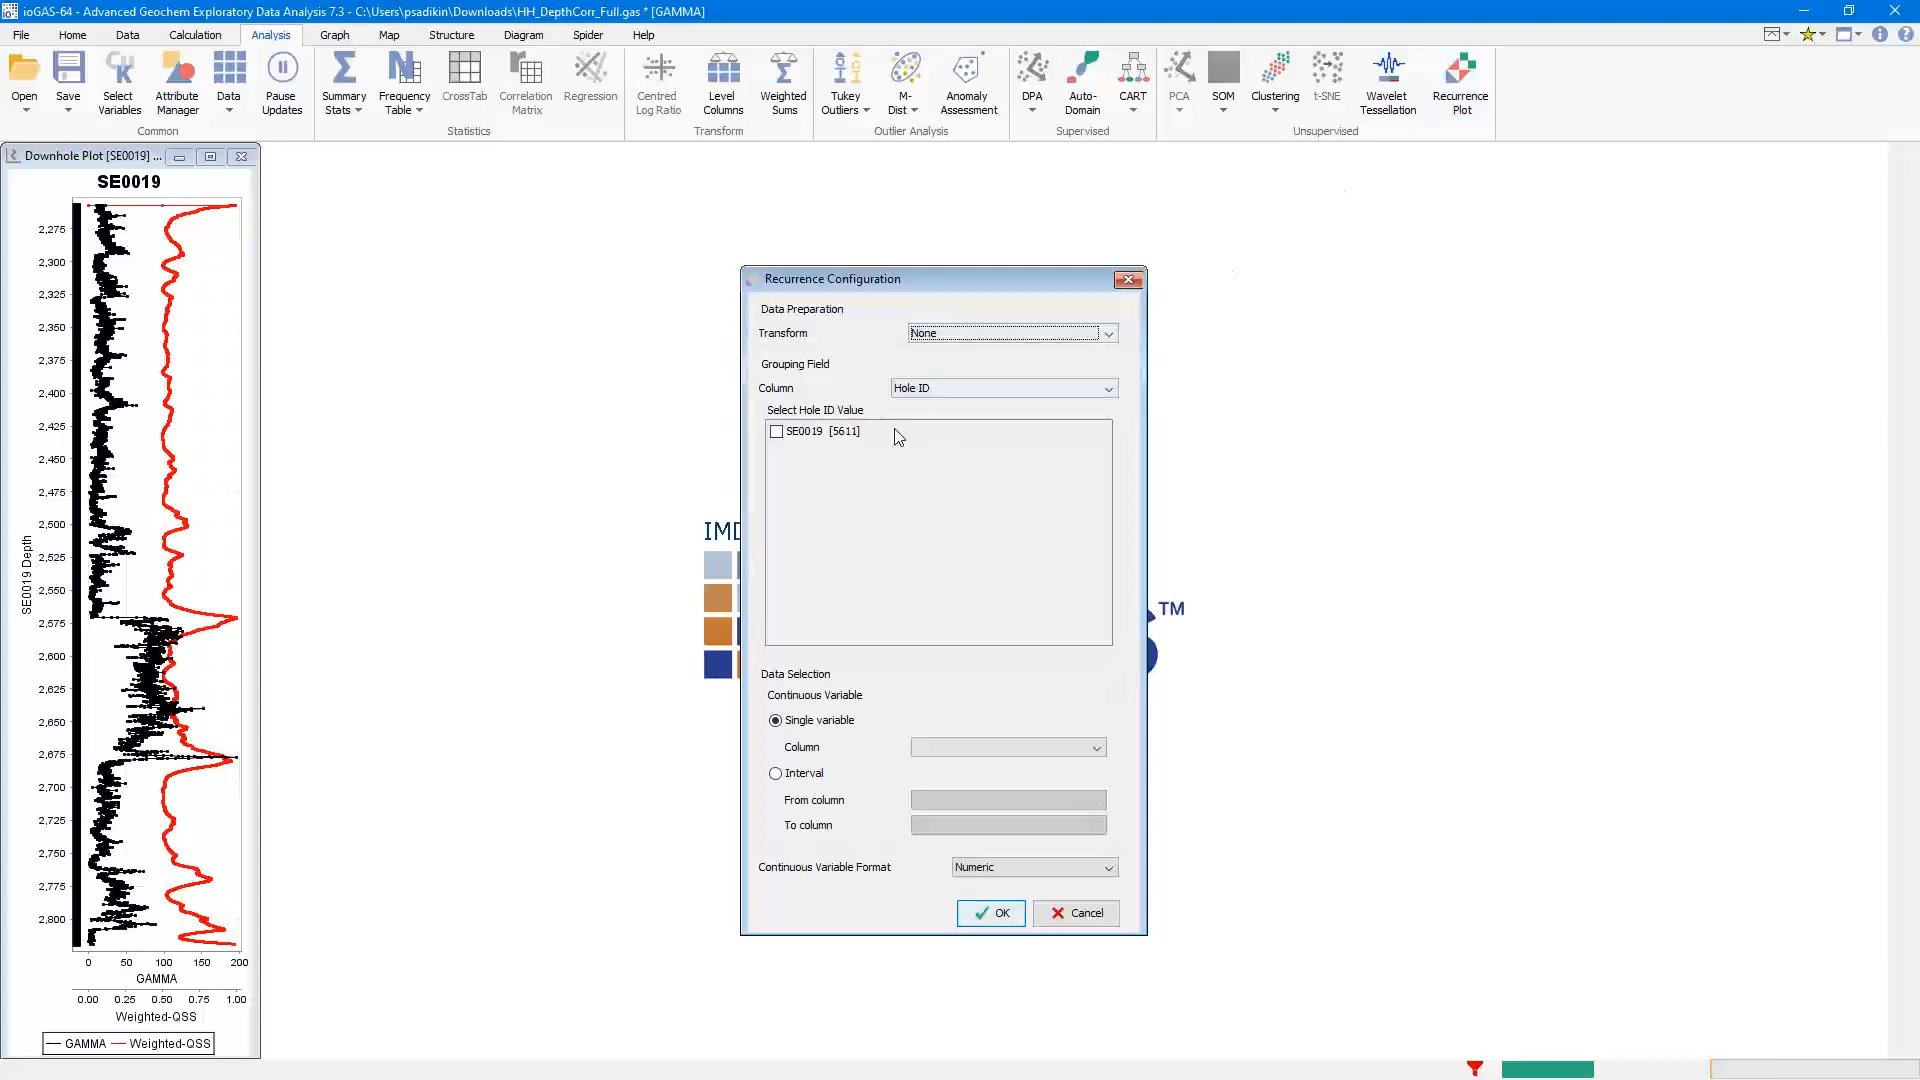 ioGAS-64 - Advanced Geochem Exploratory Data Analysis 7.3 - C:\Users\psadikin\Downloads\HH_DepthCorr_Full.gas * [GAMMA]
File Home Data Calculation Analysis Graph Map Structure Diagram Spider Help
Open Save Select Variables Attribute Manager Data Pause Updates Summary Stats Frequency Table CrossTab Correlation Matrix Regression Centred Log Ratio Level Columns Weighted Sums Tukey Outliers M-Dist Anomaly Assessment DPA Auto-Domain CART PCA SOM Clustering t-SNE Wavelet Tessellation Recurrence Plot
Common Statistics Transform Outlier Analysis Supervised Unsupervised
Downhole Plot [SE0019] ...
SE0019
2,275
2,300
2,325
2,350
2,375
2,400
2,425
2,450
2,475
2,500
2,525
2,550
2,575
2,600
2,625
2,650
2,675
2,700
2,725
2,750
2,775
2,800
SE0019 Depth
0 50 100 150 200
GAMMA
0.00 0.25 0.50 0.75 1.00
Weighted-QSS
GAMMA Weighted-QSS
Recurrence Configuration
Data Preparation
Transform None
Grouping Field
Column Hole ID
Select Hole ID Value
SE0019 [5611]
Data Selection
Continuous Variable
Single variable
Column
Interval
From column
To column
Continuous Variable Format Numeric
OK Cancel
TM